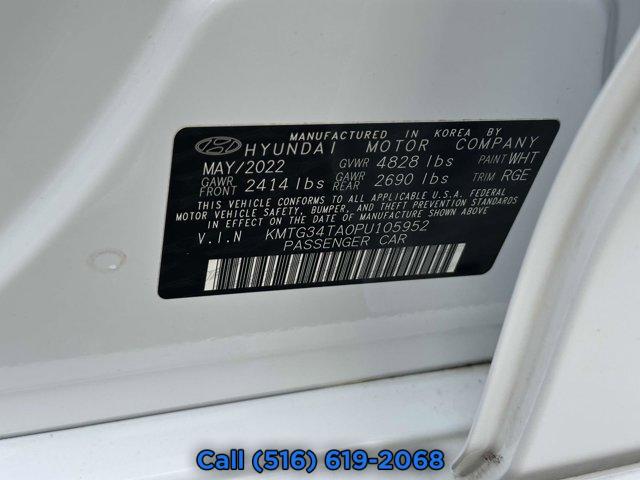 MANUFACTURED IN KOREA BY
HYUNDAI MOTOR COMPANY
MAY/2022 GVWR 4828 lbs PAINT WHT
GAWR FRONT 2414 lbs GAWR REAR 2690 lbs TRIM RGE
THIS VEHICLE CONFORMS TO ALL APPLICABLE U.S.A. FEDERAL
MOTOR VEHICLE SAFETY, BUMPER, AND THEFT PREVENTION STANDARDS
IN EFFECT ON THE DATE OF MANUFACTURE SHOWN ABOVE.
V.I.N KMTG34TA0PU105952
PASSENGER CAR
Call (516) 619-2068